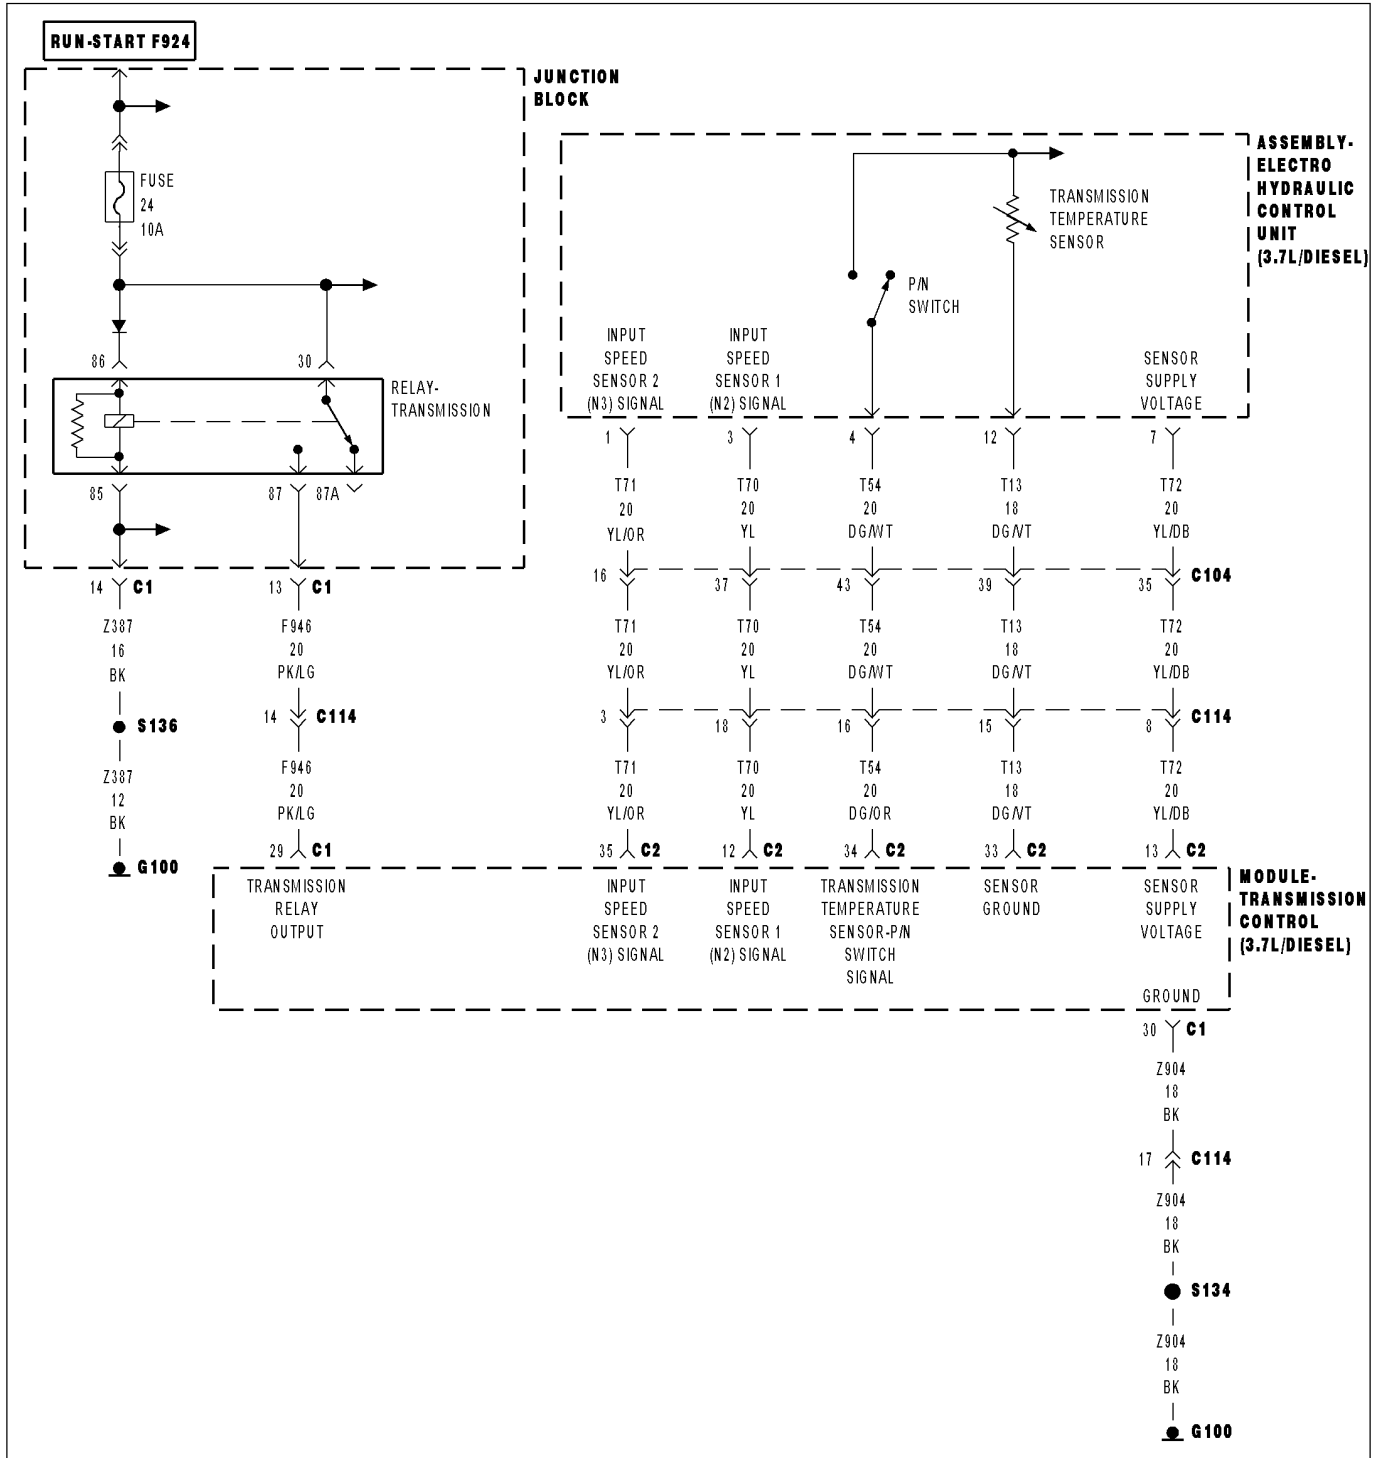 RUN-START F924
JUNCTION
BLOCK
FUSE
24
10A
86
30
RELAY-
TRANSMISSION
85
87
87A
14
C1
13
C1
Z387
16
BK
F946
20
PK/LG
S136
14
C114
Z387
12
BK
F946
20
PK/LG
G100
29
C1
ASSEMBLY-
ELECTRO
HYDRAULIC
CONTROL
UNIT
(3.7L/DIESEL)
TRANSMISSION
TEMPERATURE
SENSOR
P/N
SWITCH
INPUT
SPEED
SENSOR 2
(N3) SIGNAL
INPUT
SPEED
SENSOR 1
(N2) SIGNAL
SENSOR
SUPPLY
VOLTAGE
1
3
4
12
7
T71
20
YL/OR
T70
20
YL
T54
20
DG/WT
T13
18
DG/VT
T72
20
YL/DB
16
37
43
39
35
C104
T71
20
YL/OR
T70
20
YL
T54
20
DG/WT
T13
18
DG/VT
T72
20
YL/DB
3
18
16
15
8
C114
T71
20
YL/OR
T70
20
YL
T54
20
DG/OR
T13
18
DG/VT
T72
20
YL/DB
35
C2
12
C2
34
C2
33
C2
13
C2
TRANSMISSION
RELAY
OUTPUT
INPUT
SPEED
SENSOR 2
(N3) SIGNAL
INPUT
SPEED
SENSOR 1
(N2) SIGNAL
TRANSMISSION
TEMPERATURE
SENSOR-P/N
SWITCH
SIGNAL
SENSOR
GROUND
SENSOR
SUPPLY
VOLTAGE
MODULE-
TRANSMISSION
CONTROL
(3.7L/DIESEL)
GROUND
30
C1
Z904
18
BK
17
C114
Z904
18
BK
S134
Z904
18
BK
G100